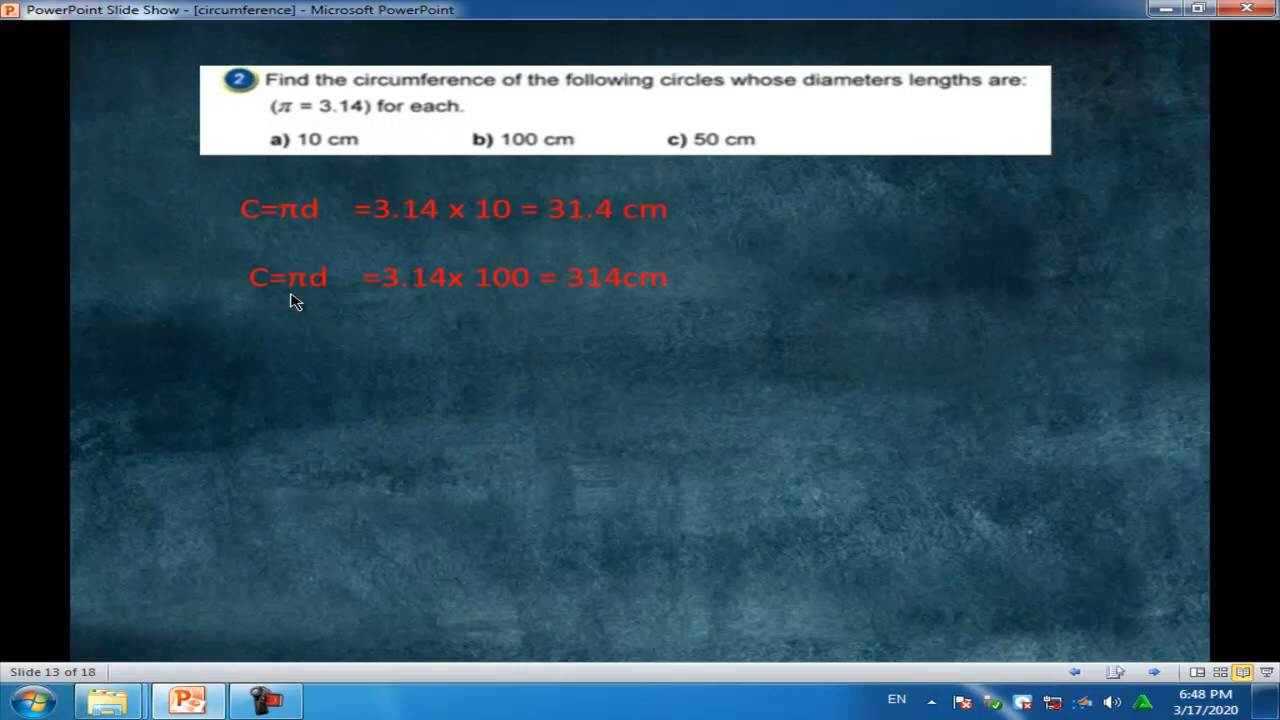 PowerPoint Slide Show - [circumference] - Microsoft PowerPoint
2 Find the circumference of the following circles whose diameters lengths are:
(π = 3.14) for each.
a) 10 cm b) 100 cm c) 50 cm
C=πd =3.14 x 10 = 31.4 cm
C=πd =3.14x 100 = 314cm
Slide 13 of 18
EN
6:48 PM
3/17/2020